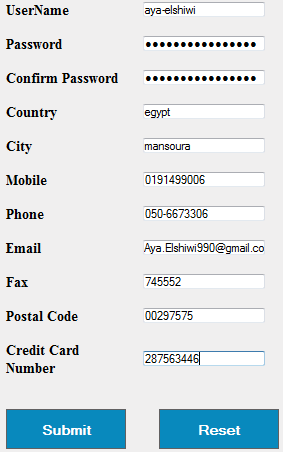 UserName aya-elshiwi
Password ●●●●●●●●●●●●●●●●
Confirm Password ●●●●●●●●●●●●●●●●
Country egypt
City mansoura
Mobile 0191499006
Phone 050-6673306
Email Aya.Elshiwi990@gmail.co
Fax 745552
Postal Code 00297575
Credit Card
Number 287563446
Submit Reset